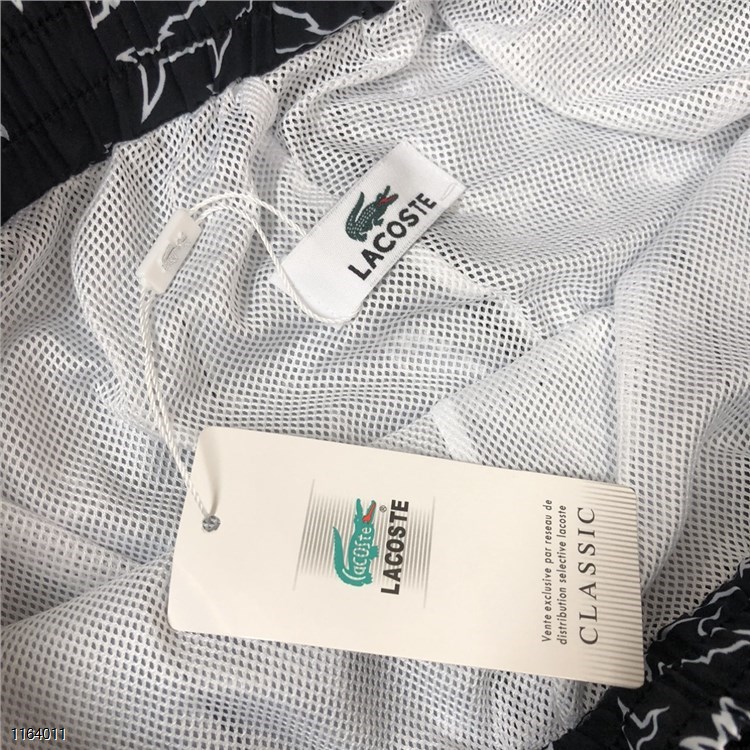 LACOSTE
lacoste
®
LACOSTE
Vente exclusive par reseau de
distribution selective lacoste
CLASSIC
1164011